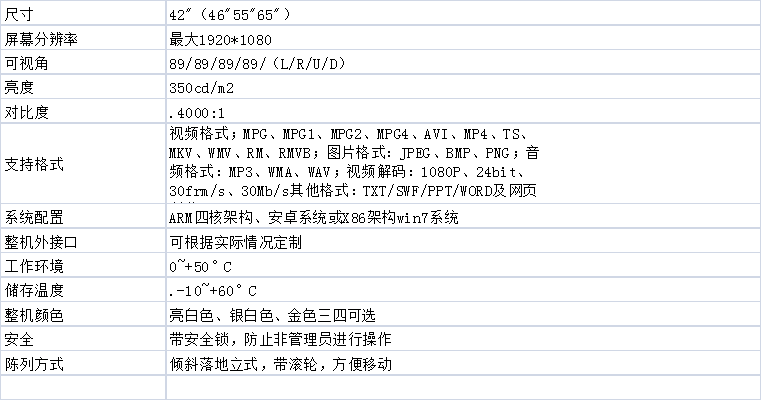 尺寸 42"（46"55"65"）
屏幕分辨率 最大1920*1080
可视角 89/89/89/89/（L/R/U/D）
亮度 350cd/m2
对比度 .4000:1
支持格式 视频格式；MPG、MPG1、MPG2、MPG4、AVI、MP4、TS、
MKV、WMV、RM、RMVB；图片格式: JPEG、BMP、PNG；音
频格式：MP3、WMA、WAV；视频解码：1080P、24bit、
30frm/s、30Mb/s其他格式：TXT/SWF/PPT/WORD及网页
系统配置 ARM四核架构、安卓系统或X86架构win7系统
整机外接口 可根据实际情况定制
工作环境 0~+50°C
储存温度 .-10~+60°C
整机颜色 亮白色、银白色、金色三四可选
安全 带安全锁，防止非管理员进行操作
陈列方式 倾斜落地立式，带滚轮，方便移动